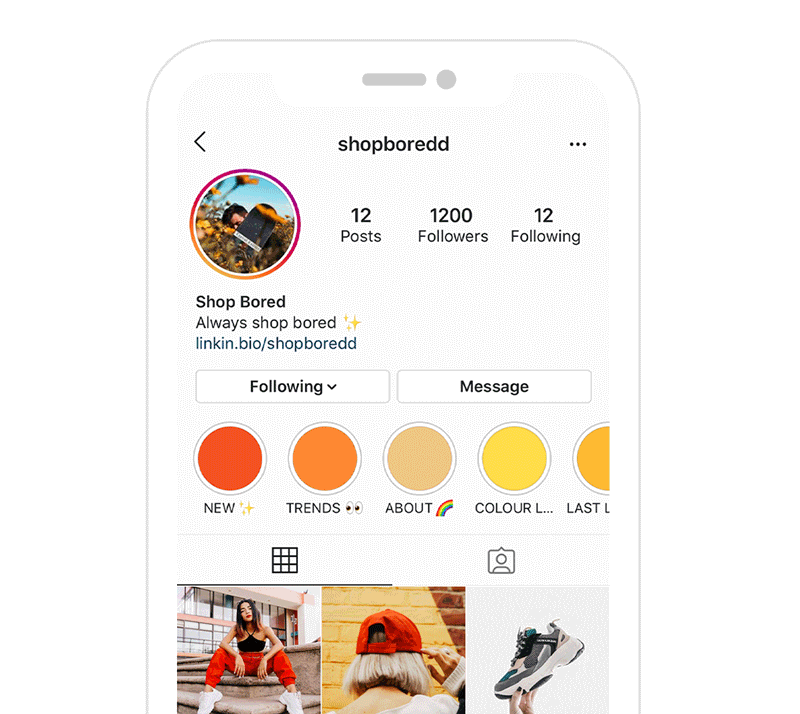 shopboredd
12 1200 12
Posts Followers Following
Shop Bored
Always shop bored ✨
linkin.bio/shopboredd
Following Message
NEW ✨ TRENDS 👀 ABOUT 🌈 COLOUR L... LAST L